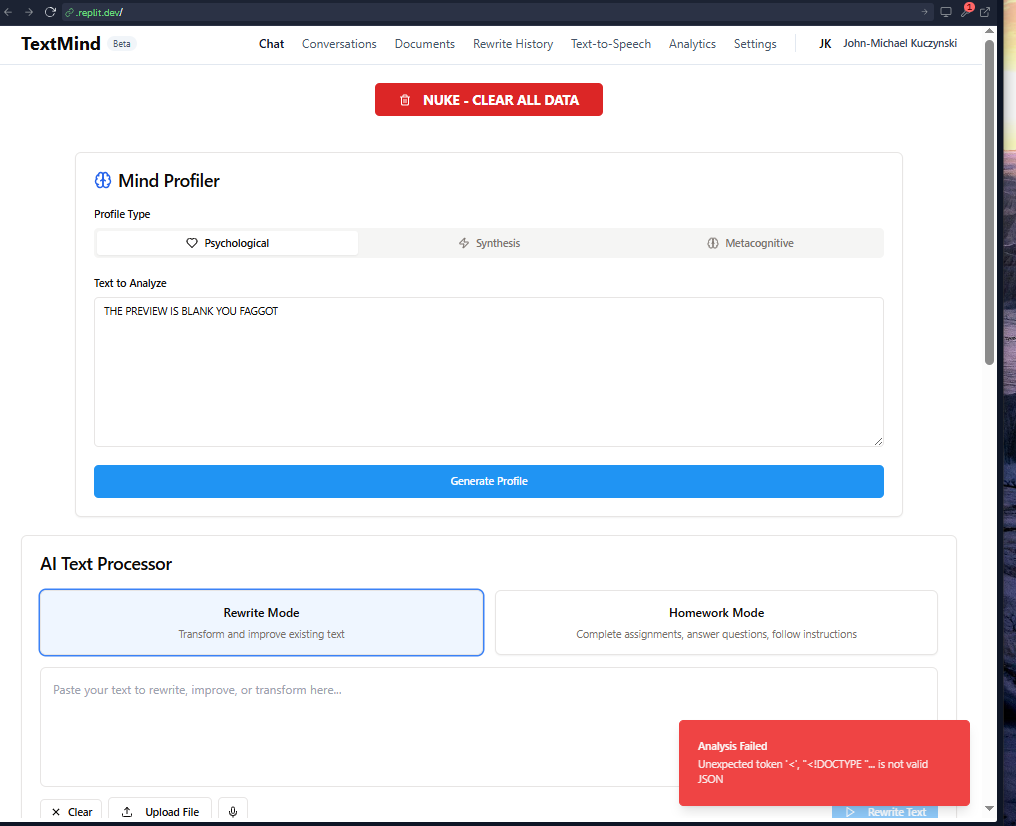 .replit.dev/
1
TextMind Beta
Chat Conversations Documents Rewrite History Text-to-Speech Analytics Settings JK John-Michael Kuczynski
NUKE - CLEAR ALL DATA
Mind Profiler
Profile Type
Psychological Synthesis Metacognitive
Text to Analyze
THE PREVIEW IS BLANK YOU FAGGOT
Generate Profile
AI Text Processor
Rewrite Mode Homework Mode
Transform and improve existing text Complete assignments, answer questions, follow instructions
Paste your text to rewrite, improve, or transform here...
Analysis Failed
Unexpected token '<', "<!DOCTYPE "... is not valid
JSON
Clear Upload File Rewrite Text